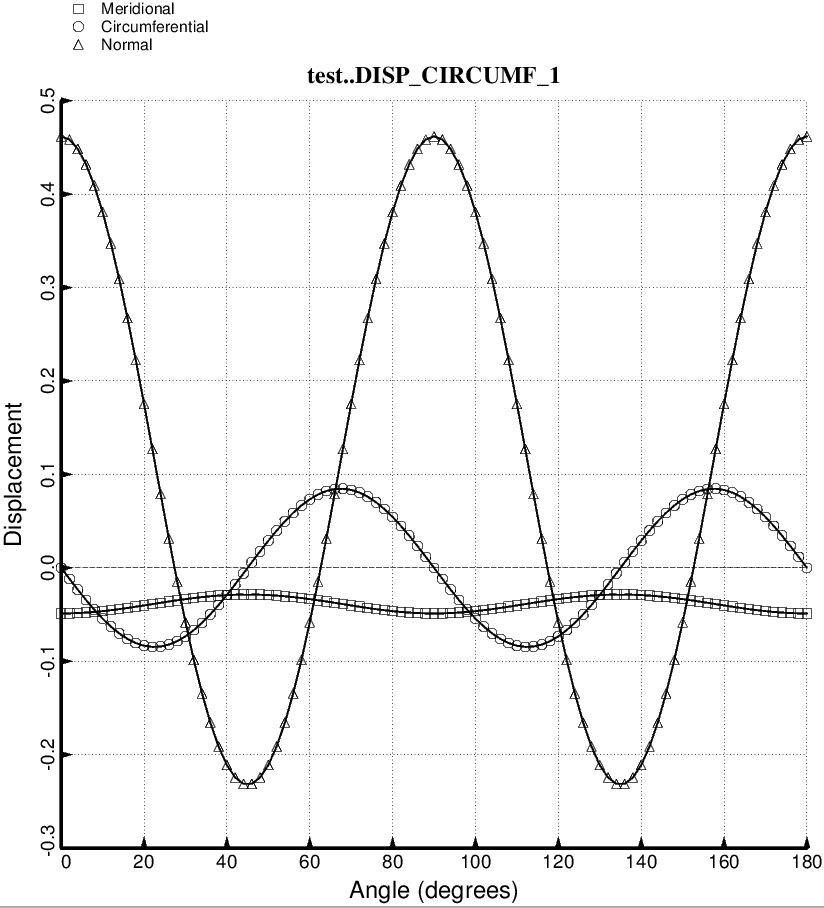 Meridional
Circumferential
Normal
test..DISP_CIRCUMF_1
0.5
0.4
0.3
0.2
0.1
0.0
-0.1
-0.2
-0.3
Displacement
0 20 40 60 80 100 120 140 160 180
Angle (degrees)